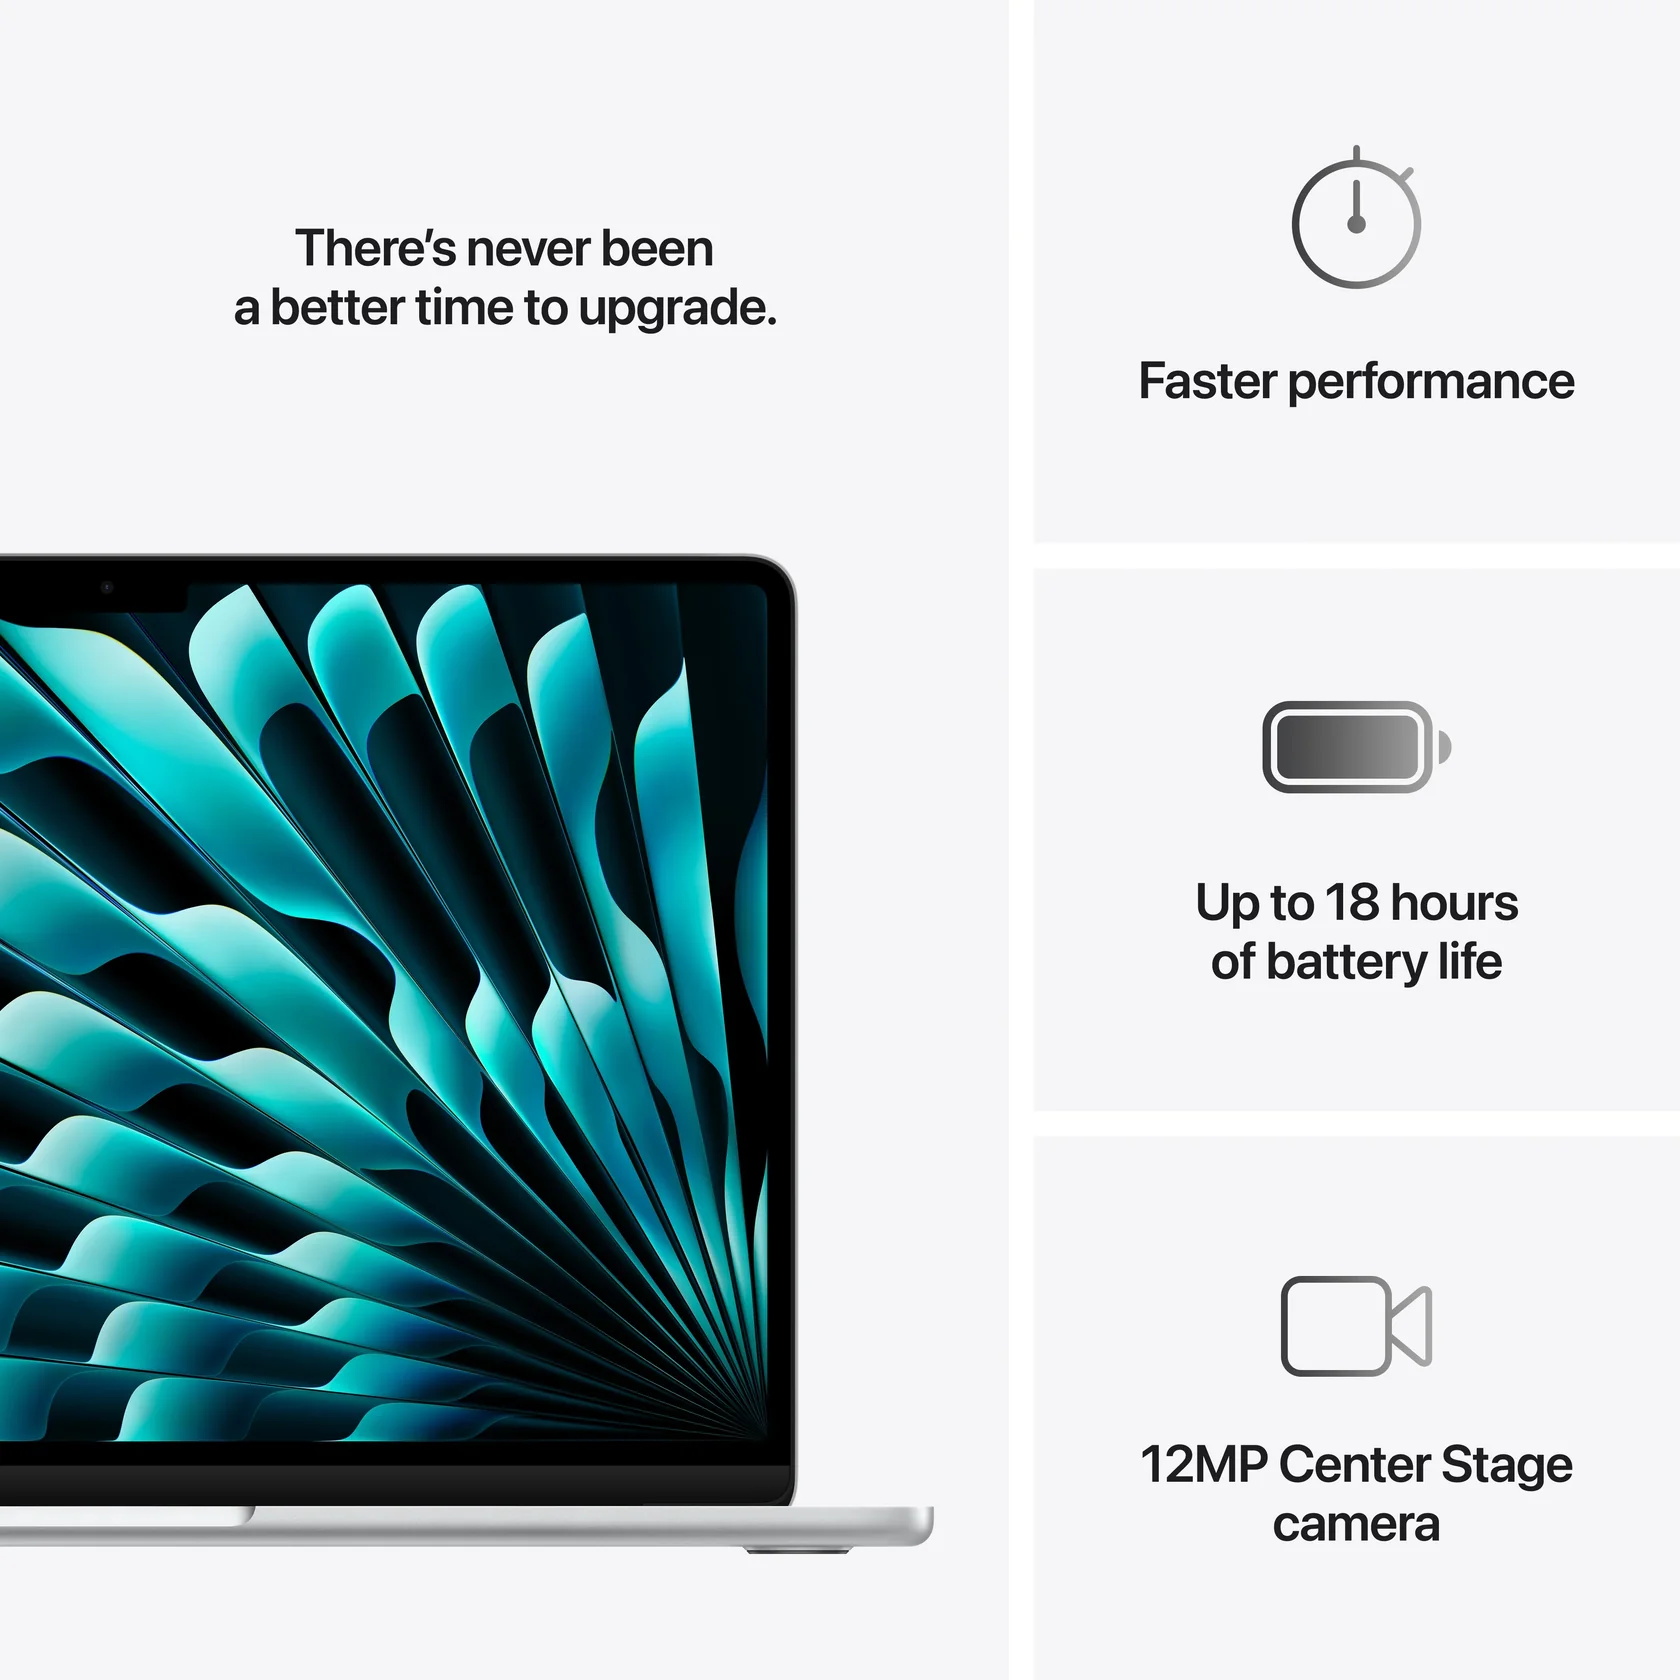 There’s never been
a better time to upgrade.
Faster performance
Up to 18 hours
of battery life
12MP Center Stage
camera